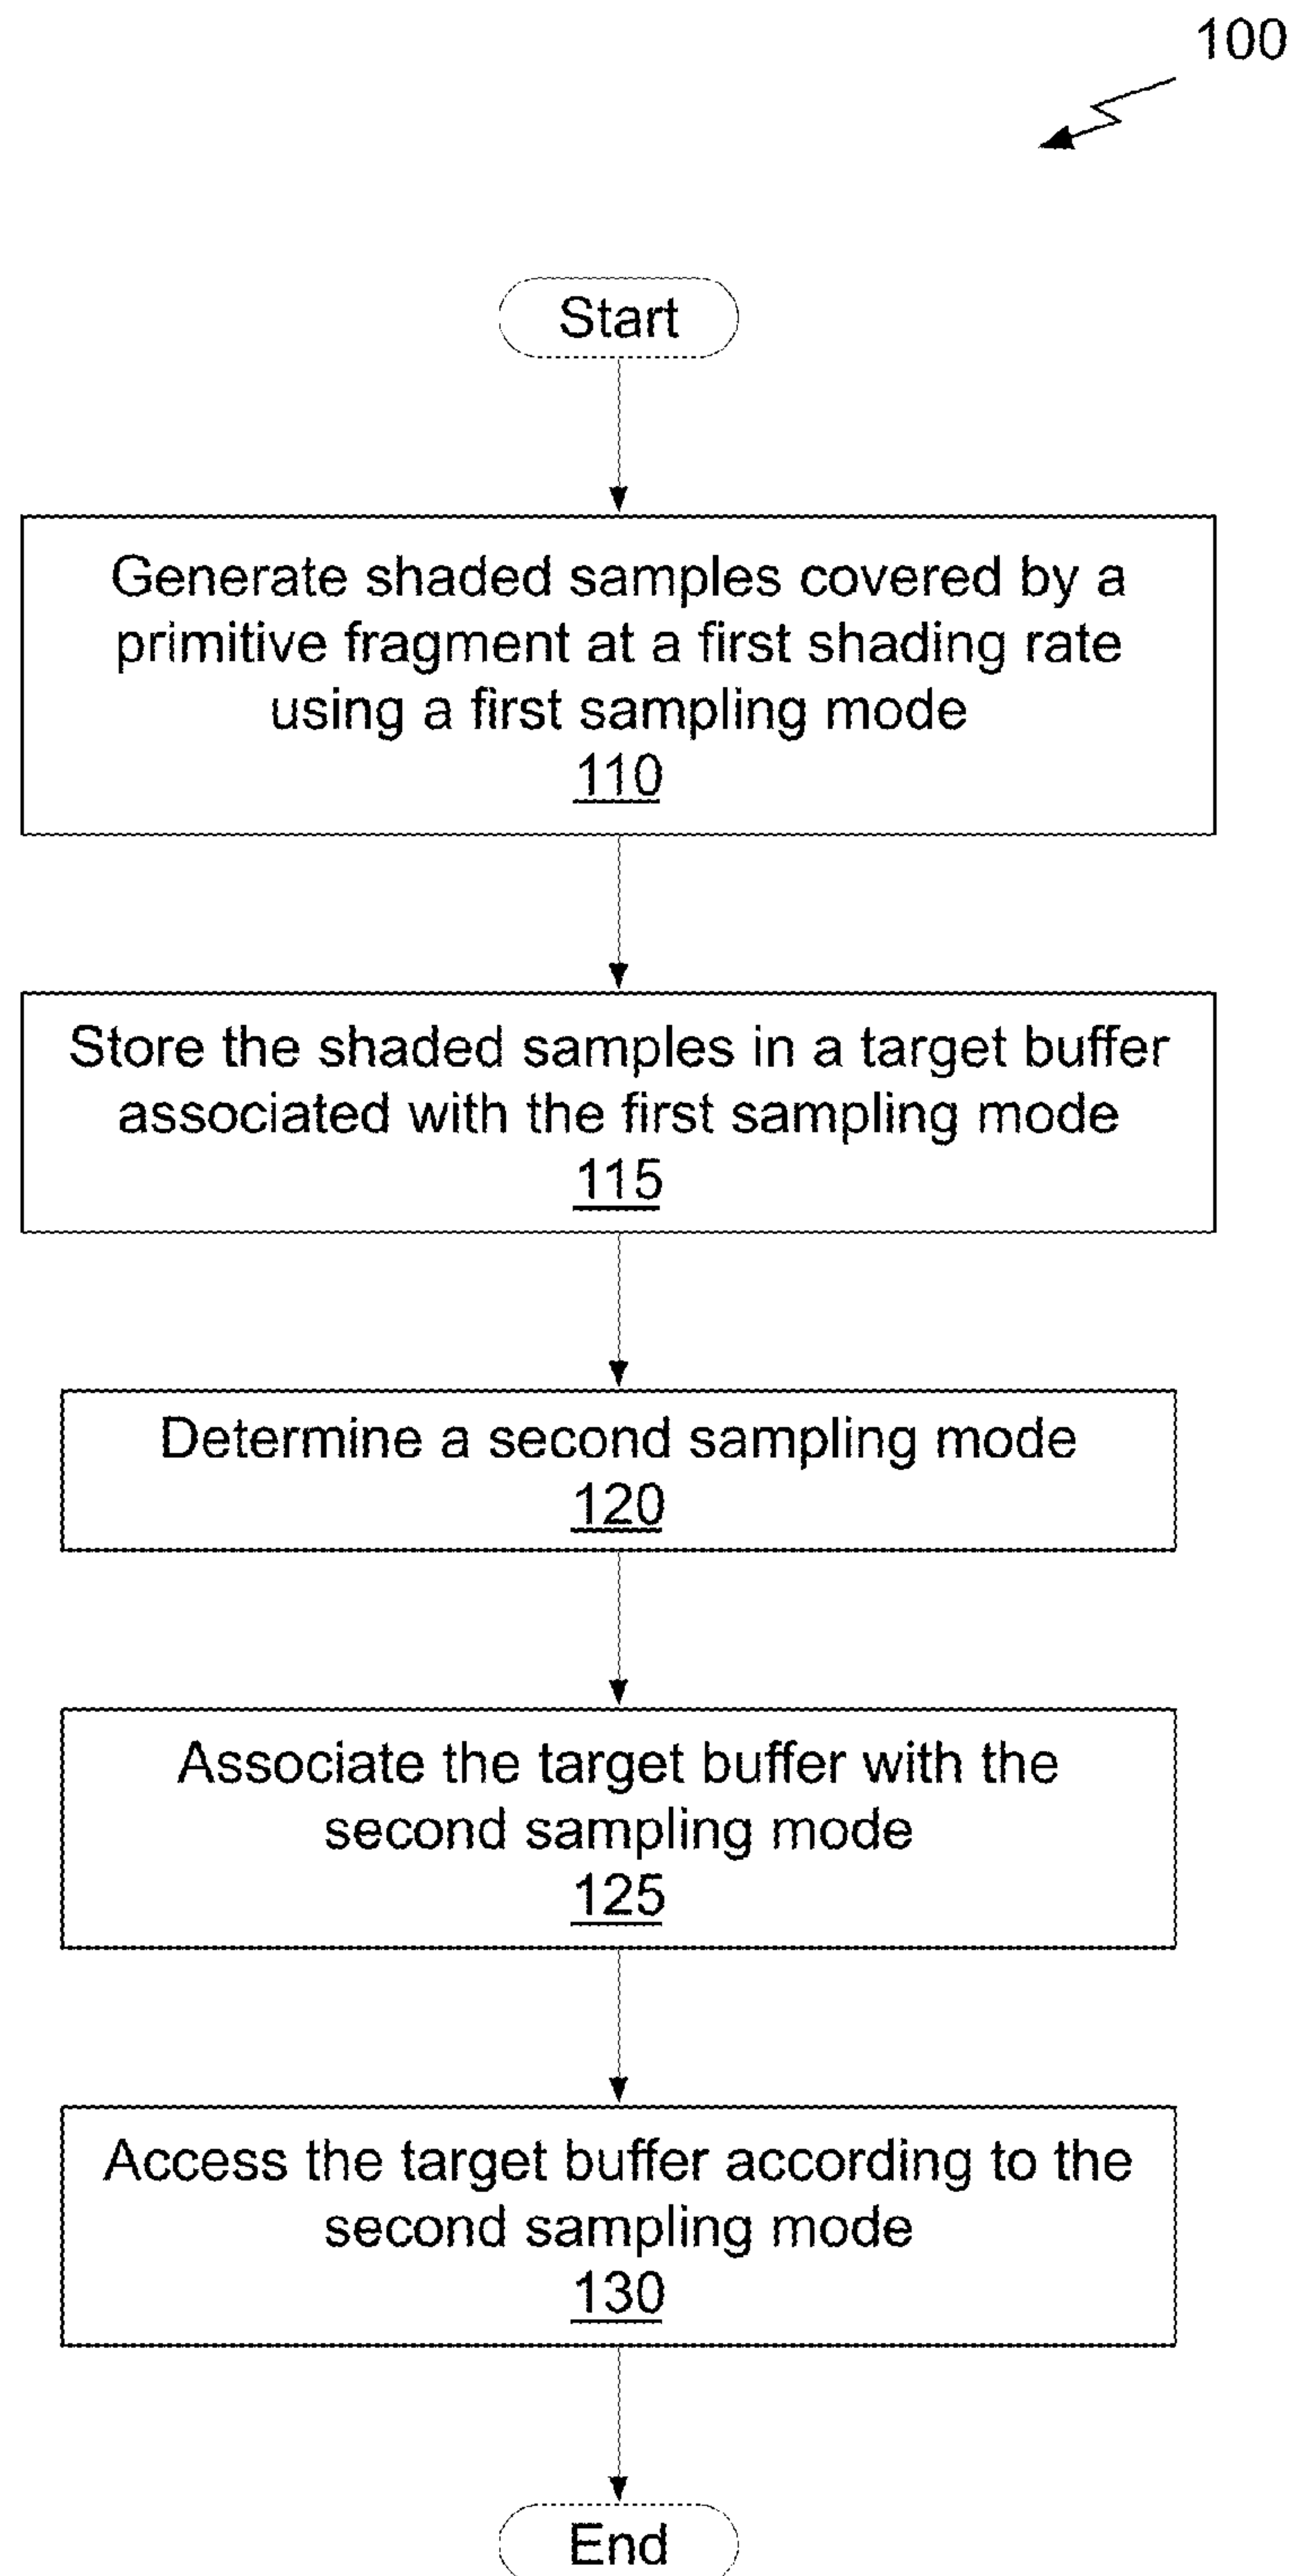 100
Start
Generate shaded samples covered by a
primitive fragment at a first shading rate
using a first sampling mode
110
Store the shaded samples in a target buffer
associated with the first sampling mode
115
Determine a second sampling mode
120
Associate the target buffer with the
second sampling mode
125
Access the target buffer according to the
second sampling mode
130
End